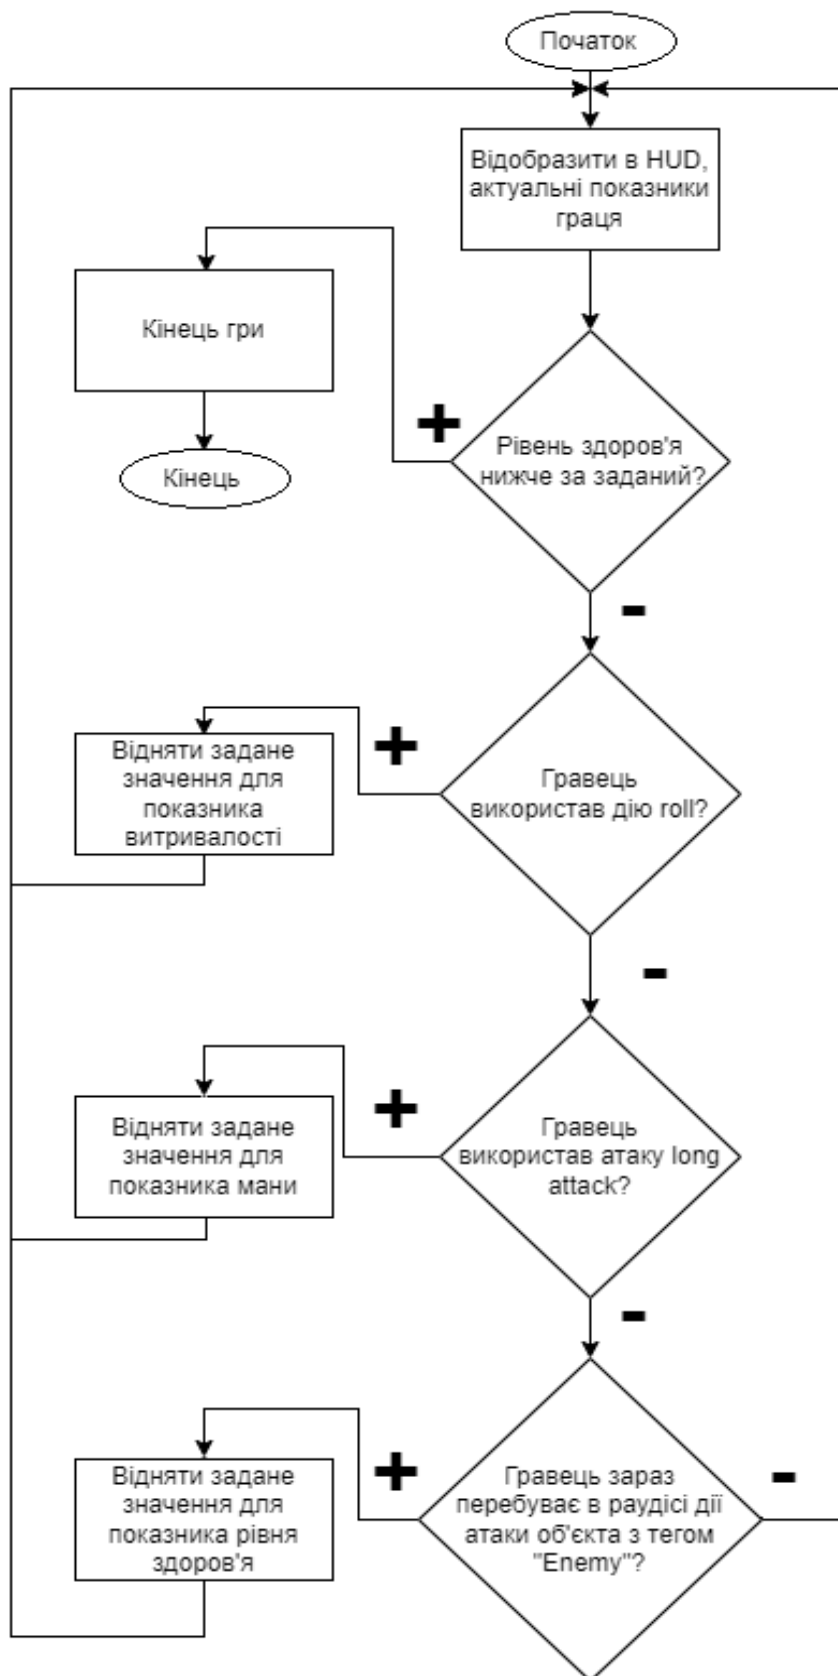 Початок
Відобразити в HUD,
актуальні показники
граця
Кінець гри
+
Рівень здоров'я
нижче за заданий?
Кінець
-
Відняти задане
значення для
показника
витривалості
+
Гравець
використав дію roll?
-
Відняти задане
значення для
показника мани
+
Гравець
використав атаку long
attack?
-
Відняти задане
значення для
показника рівня
здоров'я
+
Гравець зараз
перебуває в раудісі дії
атаки об'єкта з тегом
"Enemy"?
-